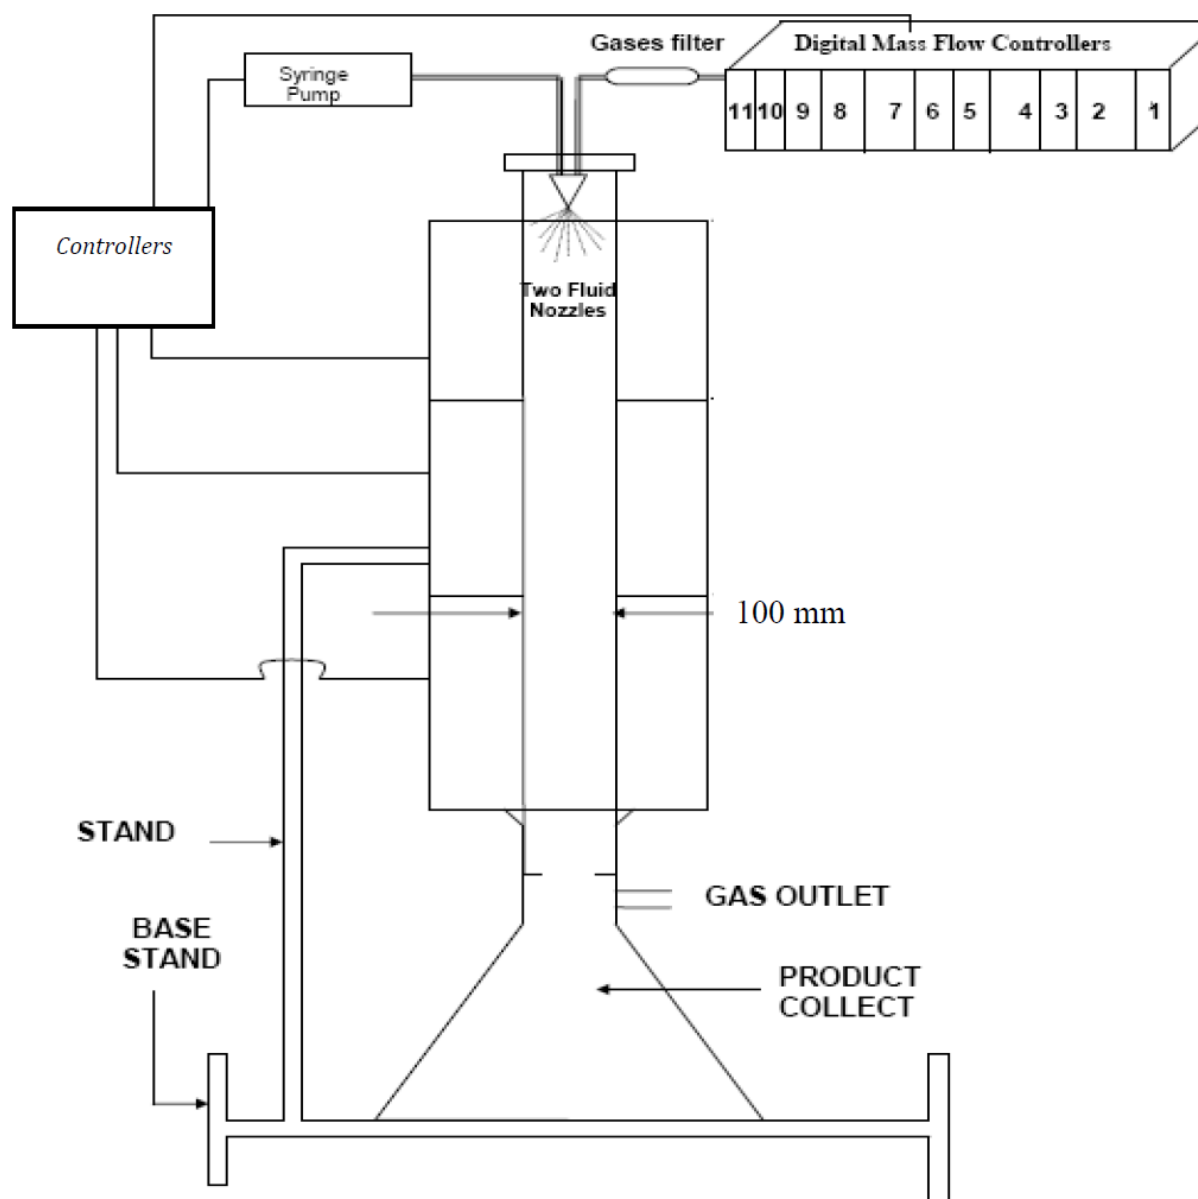 Gases filter
Digital Mass Flow Controllers
Syringe
Pump
11 10 9 8 7 6 5 4 3 2 1
Controllers
Two Fluid
Nozzles
100 mm
STAND
GAS OUTLET
BASE
STAND
PRODUCT
COLLECT